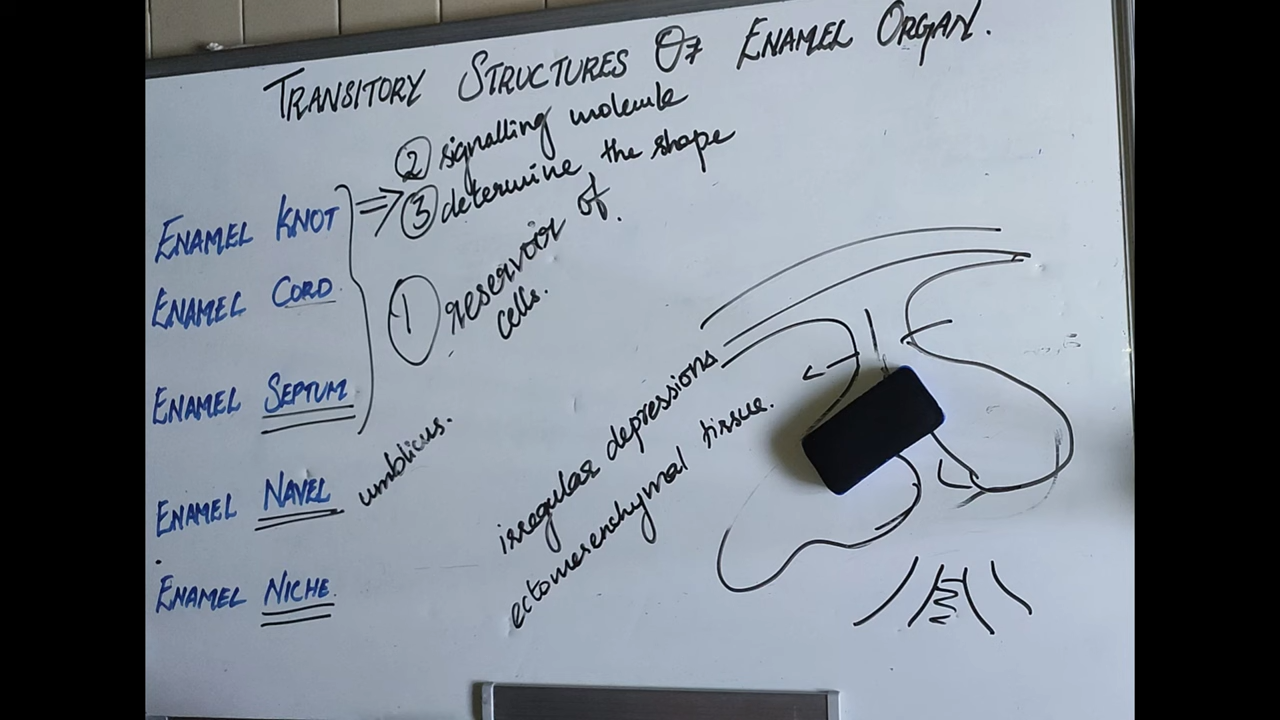 TRANSITORY STRUCTURES OF ENAMEL ORGAN.
② signalling molecule
③ determine the shape
① reservoir of
cells.
ENAMEL KNOT
ENAMEL CORD
ENAMEL SEPTUM
ENAMEL NAVEL umblicus.
ENAMEL NICHE.
irregular depressions
ectomesenchymal tissue.